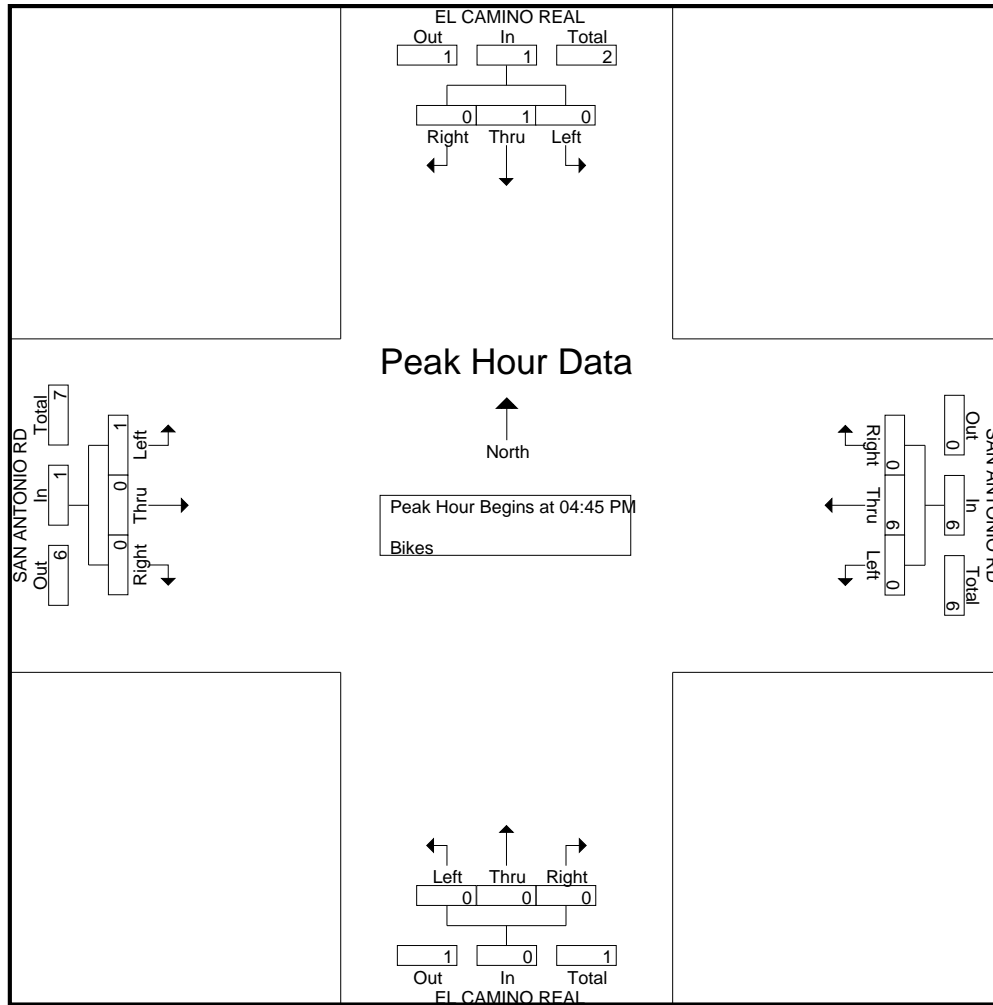 EL CAMINO REAL
Out In Total
1 1 2
0 1 0
Right Thru Left
Peak Hour Data
North
Peak Hour Begins at 04:45 PM
Bikes
SAN ANTONIO RD
Out In Total
6 1 7
Left Thru Right
1 0 0
SAN ANTONIO RD
Out In Total
0 6 6
Right Thru Left
0 6 0
Left Thru Right
0 0 0
1 0 1
Out In Total
EL CAMINO REAL